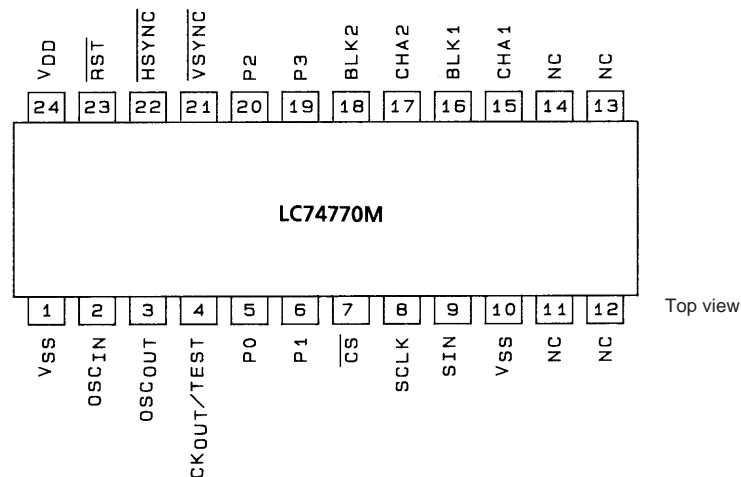 VDD RST HSYNC VSYNC P2 P3 BLK2 CHA2 BLK1 CHA1 NC NC
24 23 22 21 20 19 18 17 16 15 14 13
LC74770M
1 2 3 4 5 6 7 8 9 10 11 12
Top view
VSS OSCIN OSCOUT CKOUT/TEST P0 P1 CS SCLK SIN VSS NC NC